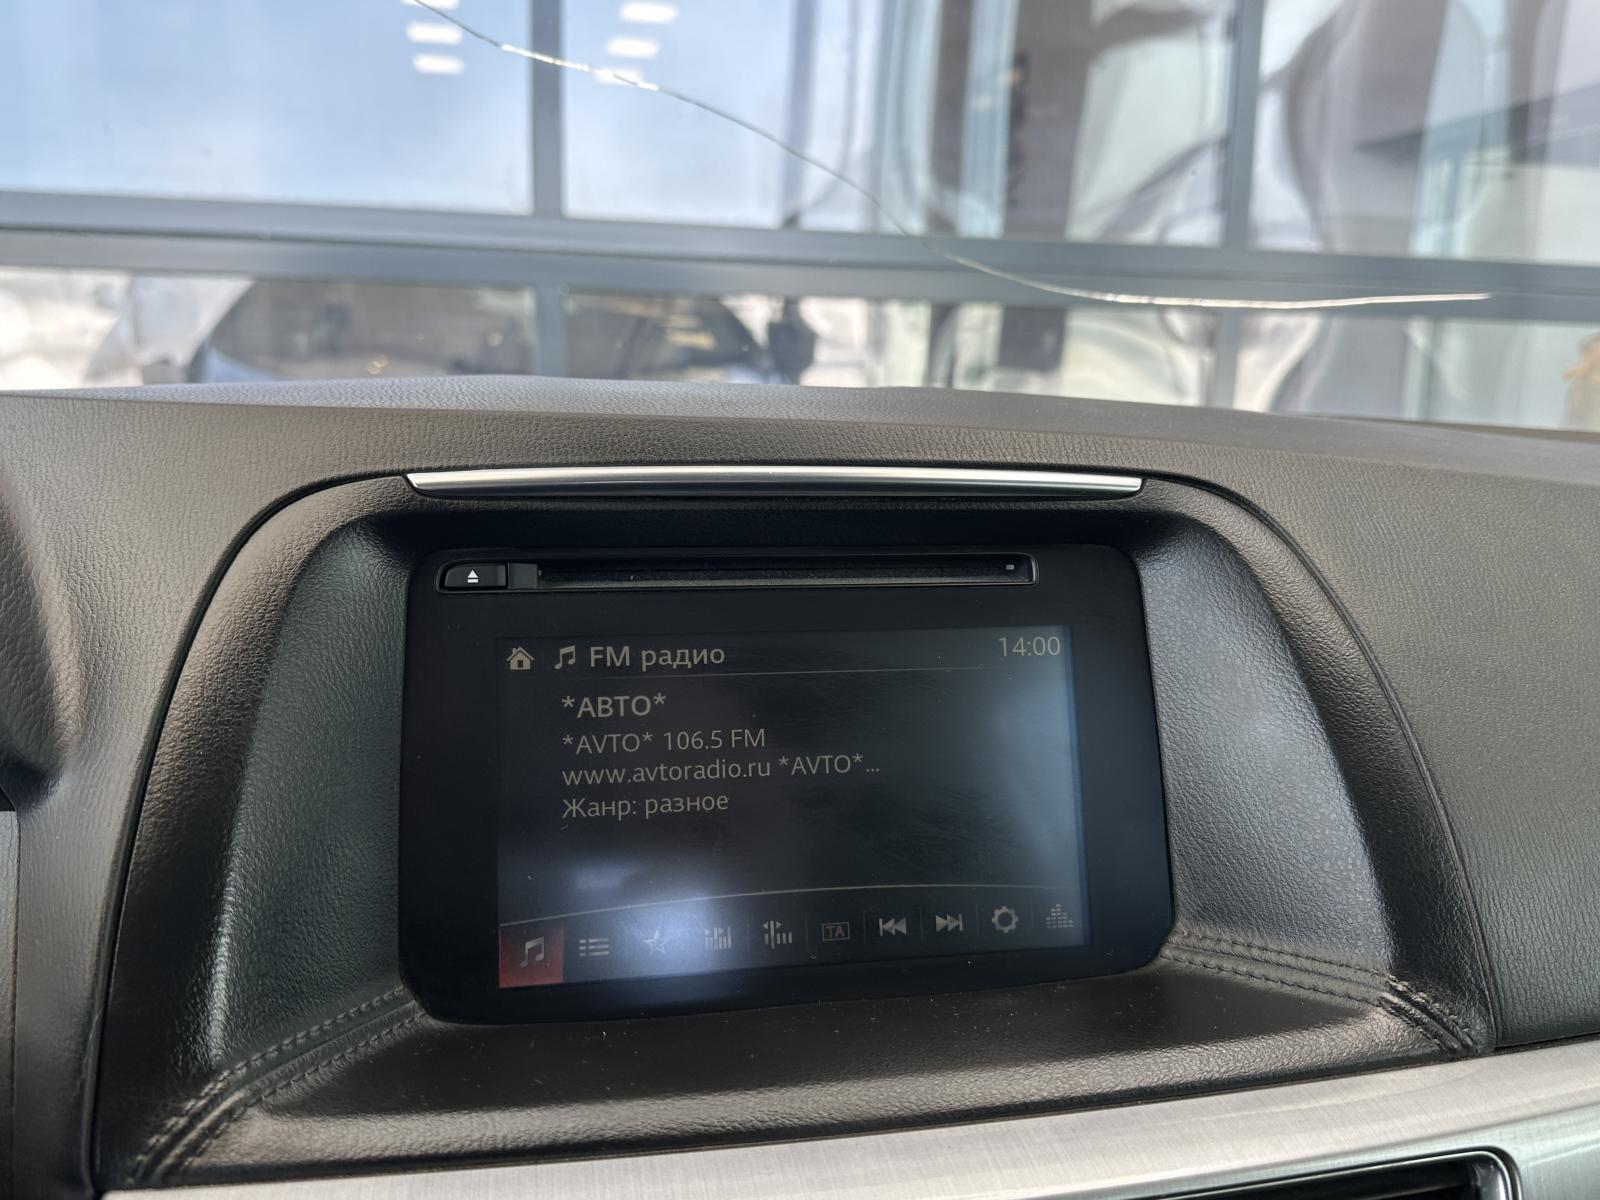 FM радио 14:00
*АВТО*
*AVTO* 106.5 FM
www.avtoradio.ru *AVTO*...
Жанр: разное
TA